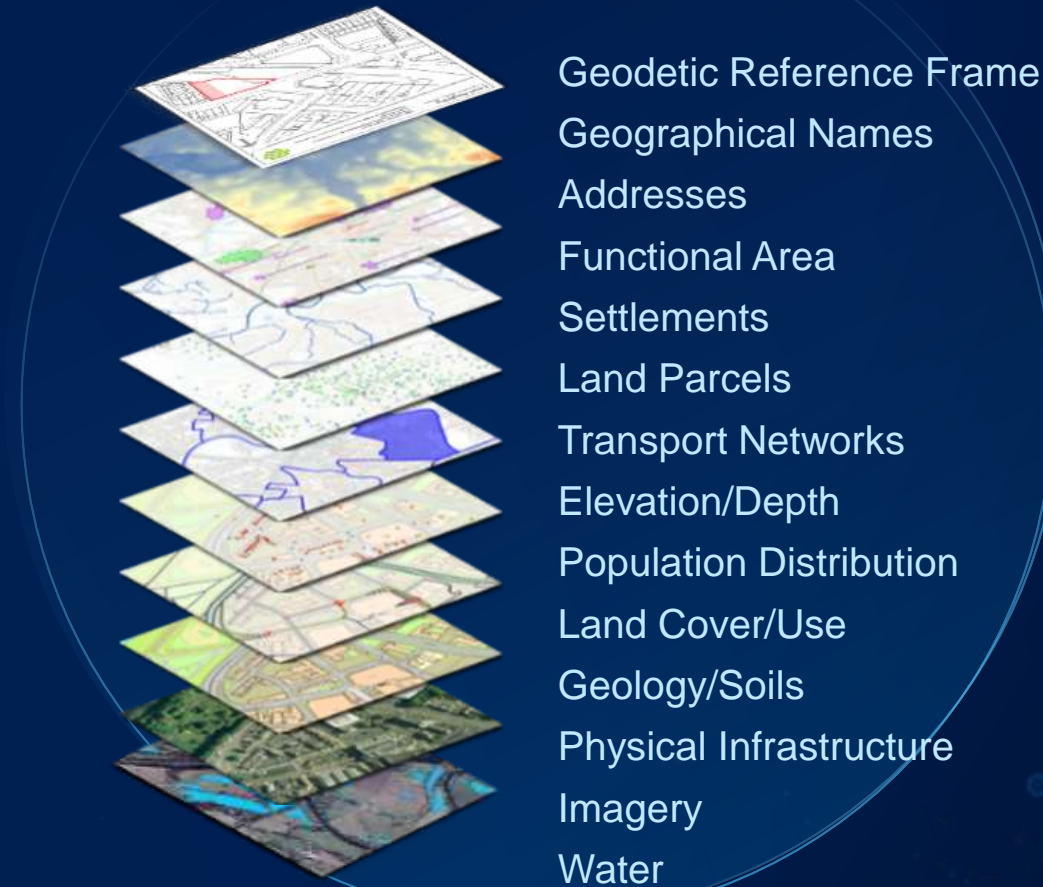 Geodetic Reference Frame
Geographical Names
Addresses
Functional Area
Settlements
Land Parcels
Transport Networks
Elevation/Depth
Population Distribution
Land Cover/Use
Geology/Soils
Physical Infrastructure
Imagery
Water